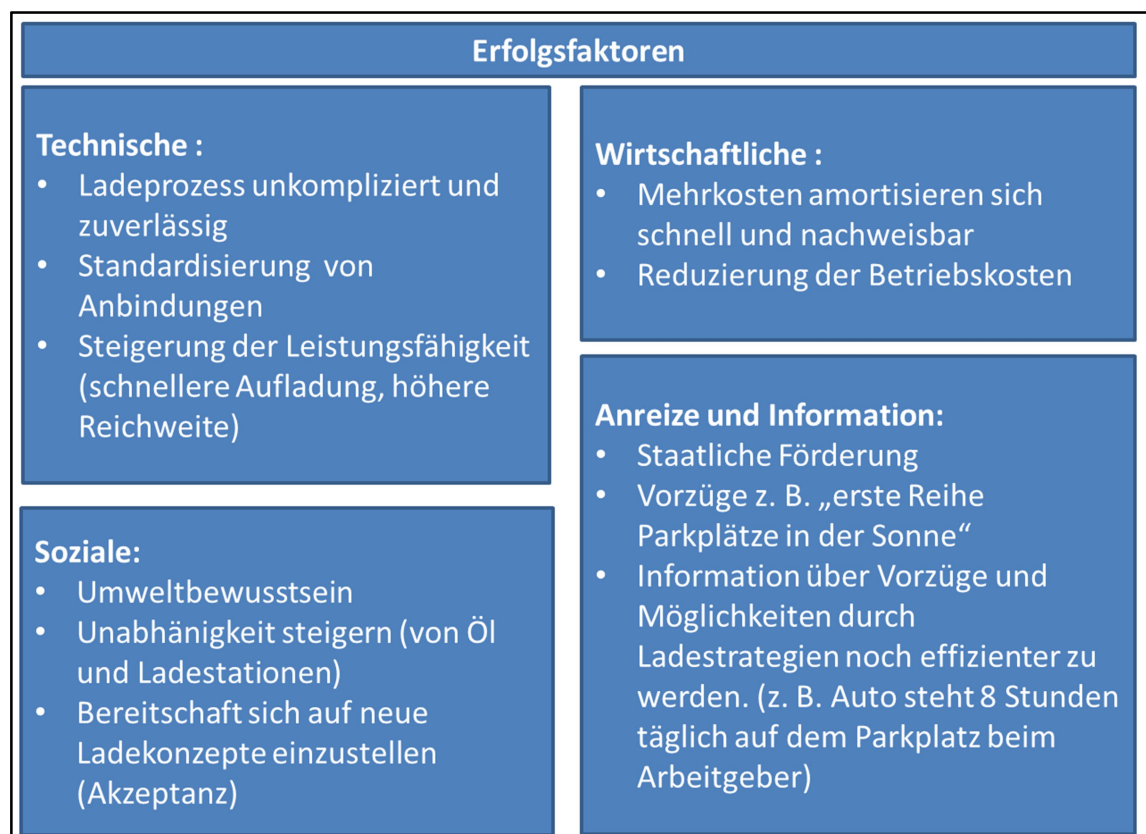 Erfolgsfaktoren
Technische :
• Ladeprozess unkompliziert und
zuverlässig
• Standardisierung von
Anbindungen
• Steigerung der Leistungsfähigkeit
(schnellere Aufladung, höhere
Reichweite)
Soziale:
• Umweltbewusstsein
• Unabhänigkeit steigern (von Öl
und Ladestationen)
• Bereitschaft sich auf neue
Ladekonzepte einzustellen
(Akzeptanz)
Wirtschaftliche :
• Mehrkosten amortisieren sich
schnell und nachweisbar
• Reduzierung der Betriebskosten
Anreize und Information:
• Staatliche Förderung
• Vorzüge z. B. „erste Reihe
Parkplätze in der Sonne“
• Information über Vorzüge und
Möglichkeiten durch
Ladestrategien noch effizienter zu
werden. (z. B. Auto steht 8 Stunden
täglich auf dem Parkplatz beim
Arbeitgeber)